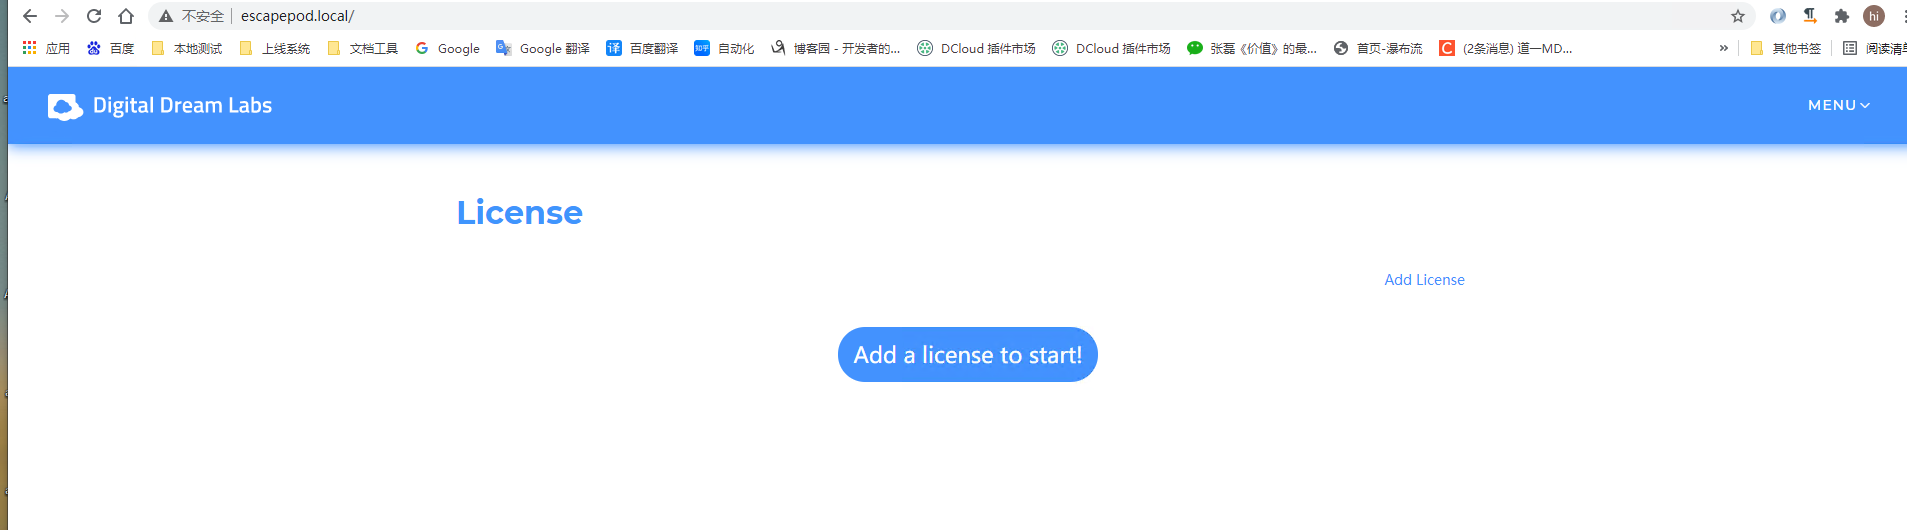 不安全 escapepod.local/ hi
应用 百度 本地测试 上线系统 文档工具 Google Google 翻译 百度翻译 自动化 博客园 - 开发者的... DCloud 插件市场 DCloud 插件市场 张磊《价值》的最... 首页-瀑布流 (2条消息) 道一MD... » 其他书签 阅读清单
Digital Dream Labs MENU
License
Add License
Add a license to start!